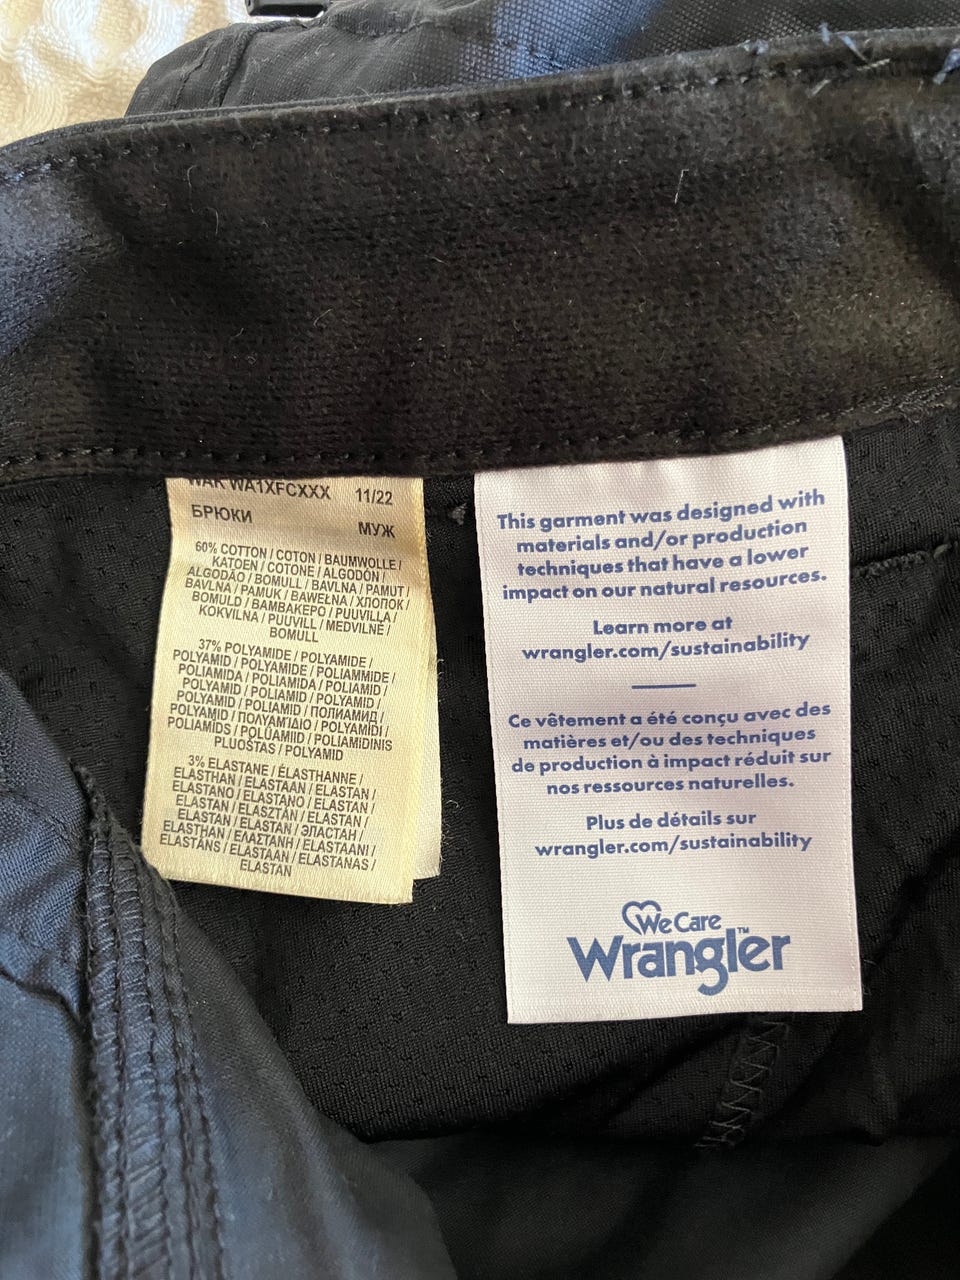 WAR WA1XFCXXX 11/22
БРЮКИ МУЖ
60% COTTON / COTON / BAUMWOLLE /
KATOEN / COTONE / ALGODÓN /
ALGODÃO / BOMULL / BAVLNA / PAMUT /
BAVLNA / PAMUK / BAWEŁNA / ХЛОПОК /
BOMULD / ΒΑΜΒΑΚΕΡΟ / PUUVILLA /
KOKVILNA / PUUVILL / MEDVILNĖ /
BOMULL
37% POLYAMIDE / POLYAMIDE /
POLYAMID / POLYAMIDE / POLIAMMIDE /
POLIAMIDA / POLIAMIDA / POLIAMID /
POLYAMID / POLIAMID / POLYAMID /
POLYAMID / POLIAMID / ПОЛИАМИД /
POLYAMID / ΠΟΛΥΑΜΊΔΙΟ / POLYAMIDI /
POLIAMĪDS / POLÜAMIID / POLIAMIDINIS
PLUOŠTAS / POLYAMID
3% ELASTANE / ÉLASTHANNE /
ELASTHAN / ELASTAAN / ELASTAN /
ELASTANO / ELASTANO / ELASTAN /
ELASTAN / ELASZTÁN / ELASTAN /
ELASTAN / ELASTAN / ЭЛАСТАН /
ELASTHAN / ΕΛΑΣΤΑΝΗ / ELASTAANI /
ELASTĀNS / ELASTAAN / ELASTANAS /
ELASTAN
This garment was designed with
materials and/or production
techniques that have a lower
impact on our natural resources.
Learn more at
wrangler.com/sustainability
Ce vêtement a été conçu avec des
matières et/ou des techniques
de production à impact réduit sur
nos ressources naturelles.
Plus de détails sur
wrangler.com/sustainability
We Care
Wrangler™